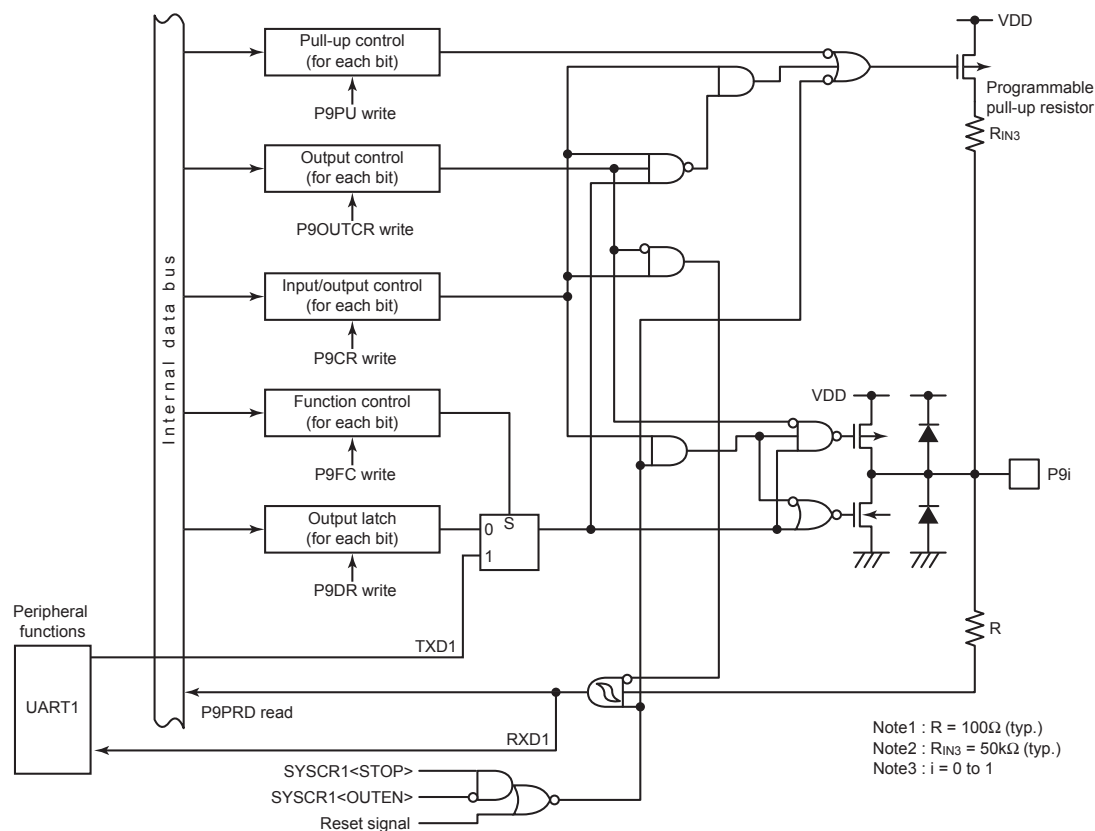 VDD
Pull-up control
(for each bit)
P9PU write
Programmable
pull-up resistor
RIN3
Output control
(for each bit)
P9OUTCR write
Internal data bus
Input/output control
(for each bit)
P9CR write
Function control
(for each bit)
P9FC write
VDD
P9i
Output latch
(for each bit)
0
S
1
P9DR write
Peripheral
functions
TXD1
R
UART1
P9PRD read
RXD1
Note1 : R = 100Ω (typ.)
Note2 : RIN3 = 50kΩ (typ.)
Note3 : i = 0 to 1
SYSCR1<STOP>
SYSCR1<OUTEN>
Reset signal